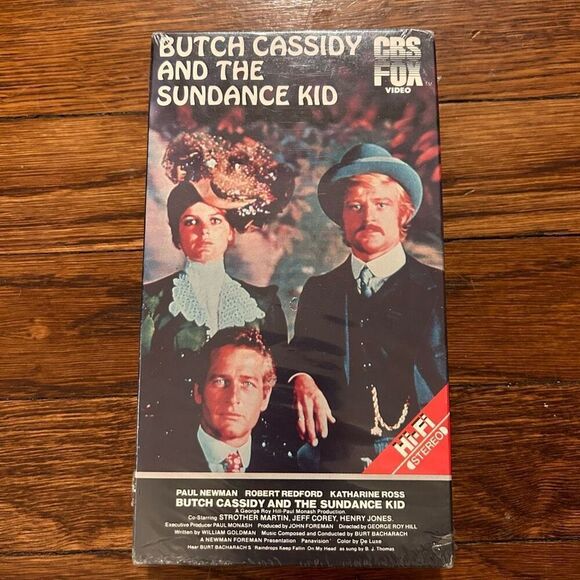 BUTCH CASSIDY
AND THE
SUNDANCE KID
CBS
FOX
VIDEO
TM
Hi-Fi
STEREO
PAUL NEWMAN ROBERT REDFORD KATHARINE ROSS
BUTCH CASSIDY AND THE SUNDANCE KID
A George Roy Hill-Paul Monash Production.
Co-Starring STROTHER MARTIN, JEFF COREY, HENRY JONES.
Executive Producer PAUL MONASH Produced by JOHN FOREMAN Directed by GEORGE ROY HILL
Written by WILLIAM GOLDMAN Music Composed and Conducted by BURT BACHARACH
A NEWMAN FOREMAN Presentation Panavision® Color by De Luxe
Hear BURT BACHARACH'S Raindrops Keep Fallin On My Head as sung by B. J. Thomas